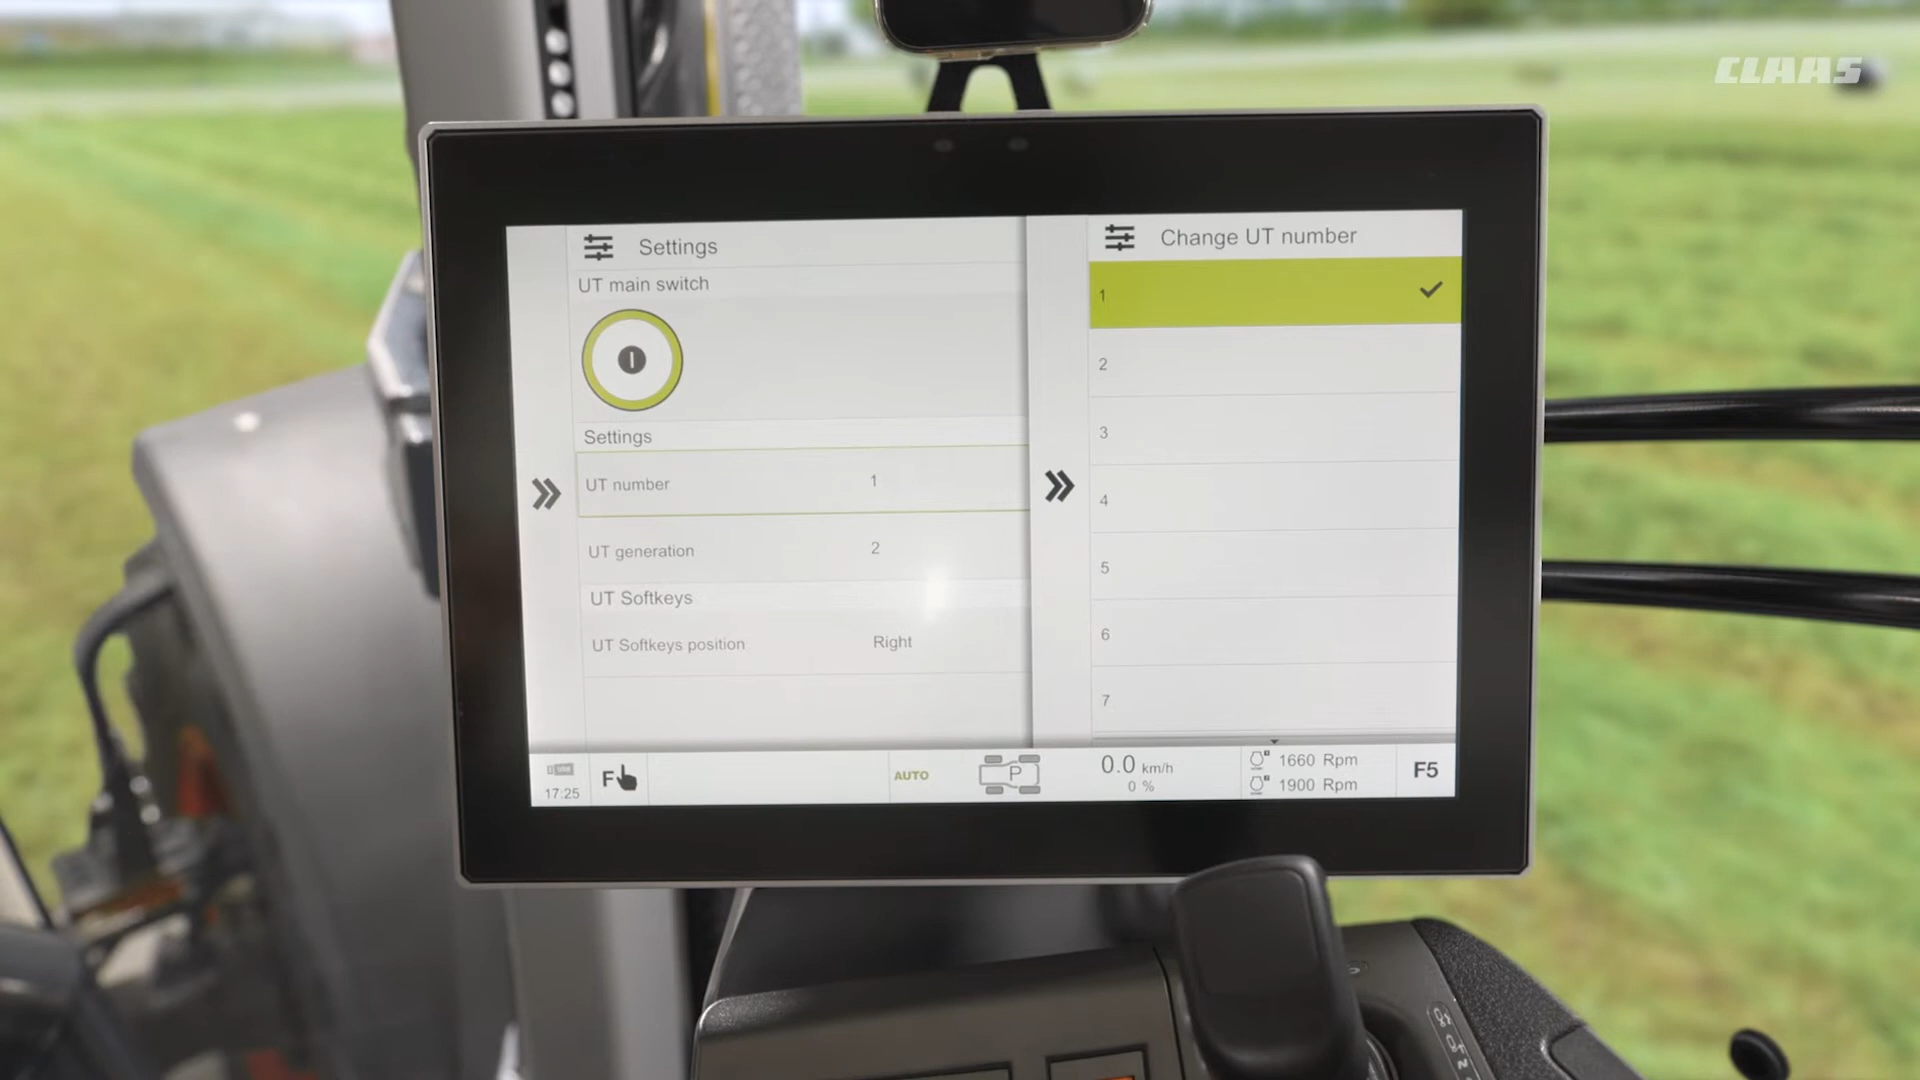 CLAAS
Settings
UT main switch
Settings
UT number 1
UT generation 2
UT Softkeys
UT Softkeys position Right
Change UT number
1
2
3
4
5
6
7
17:25
F
AUTO
P
0.0 km/h
0 %
1660 Rpm
1900 Rpm
F5